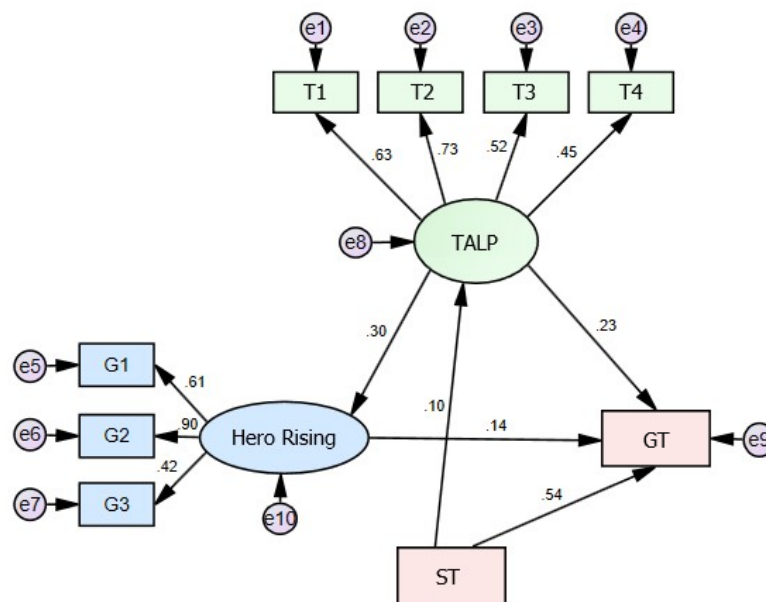 e1 e2 e3 e4
T1 T2 T3 T4
.63 .73 .52 .45
e8 TALP
.30 .23
e5 G1
.61
e6 G2 .90 Hero Rising .10 .14 GT e9
.42
e7 G3
e10
.54
ST